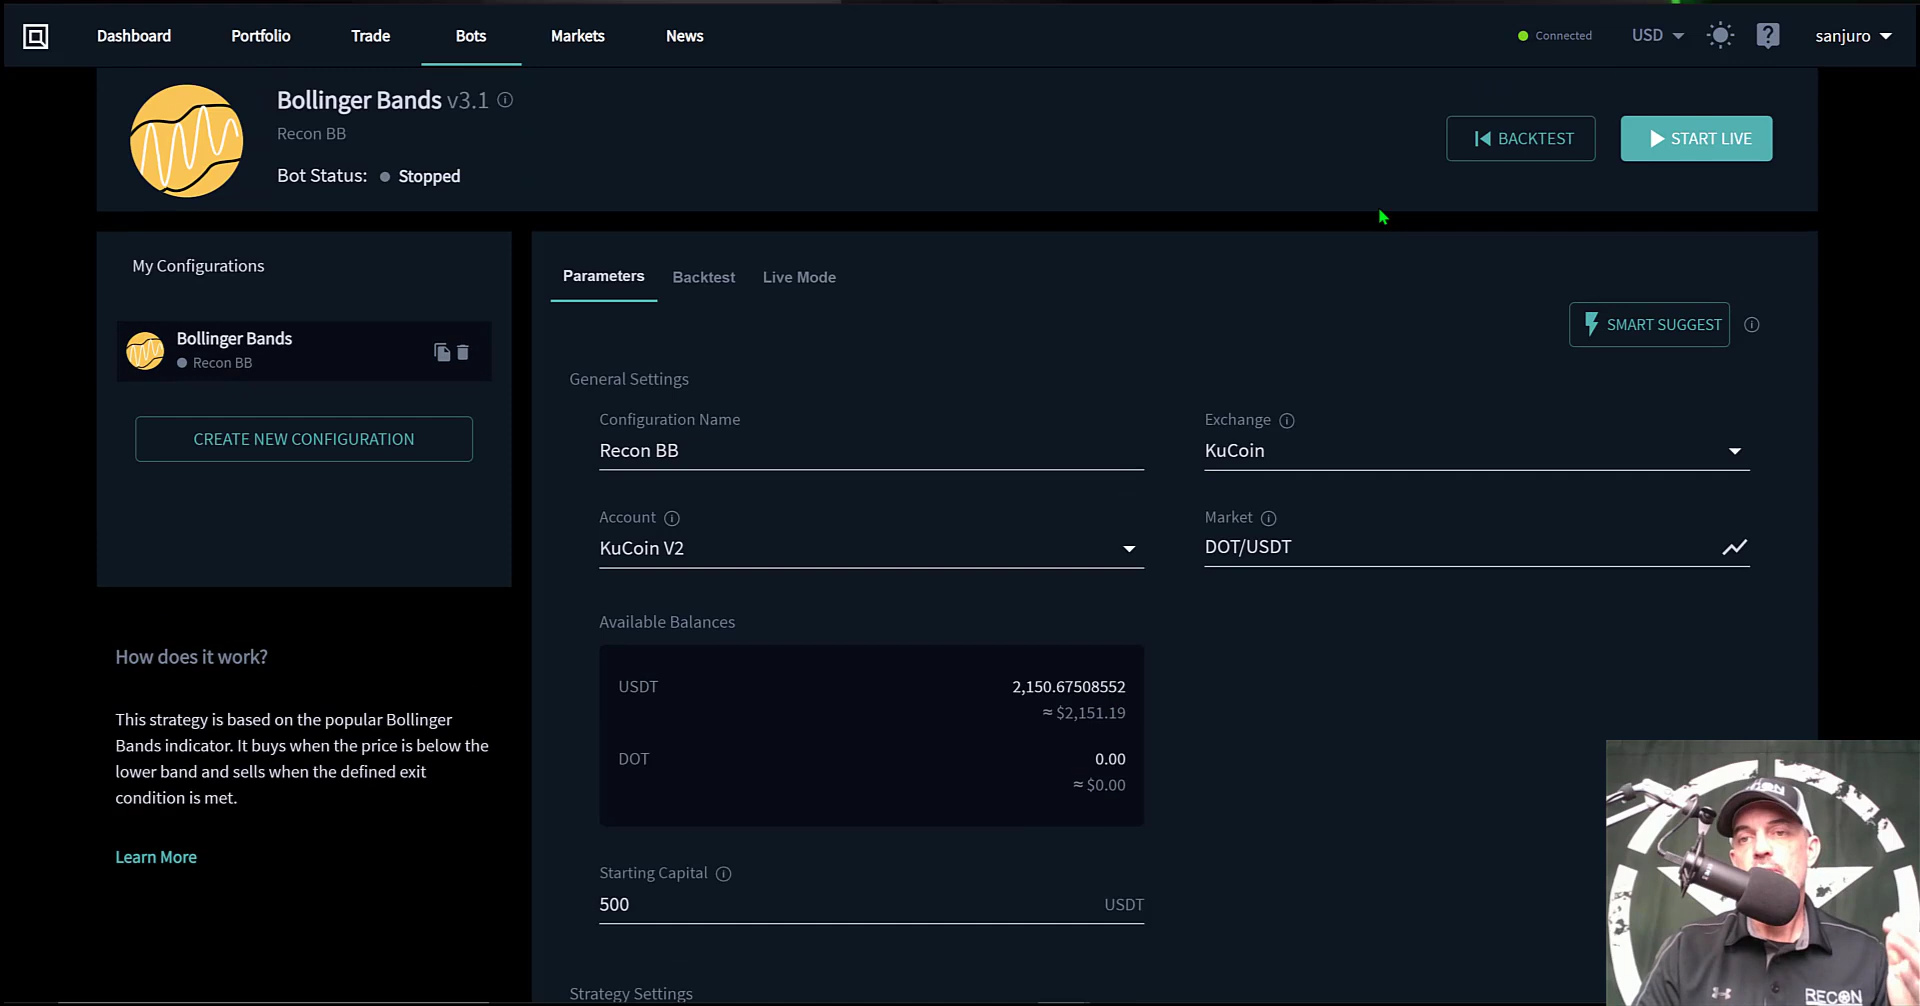 Dashboard Portfolio Trade Bots Markets News Connected USD sanjuro
Bollinger Bands v3.1
Recon BB
Bot Status: Stopped
BACKTEST START LIVE
My Configurations
Bollinger Bands
Recon BB
CREATE NEW CONFIGURATION
How does it work?
This strategy is based on the popular Bollinger
Bands indicator. It buys when the price is below the
lower band and sells when the defined exit
condition is met.
Learn More
Parameters Backtest Live Mode
SMART SUGGEST
General Settings
Configuration Name
Recon BB
Exchange
KuCoin
Account
KuCoin V2
Market
DOT/USDT
Available Balances
USDT 2,150.67508552
≈ $2,151.19
DOT 0.00
≈ $0.00
Starting Capital
500 USDT
Strategy Settings
RECON